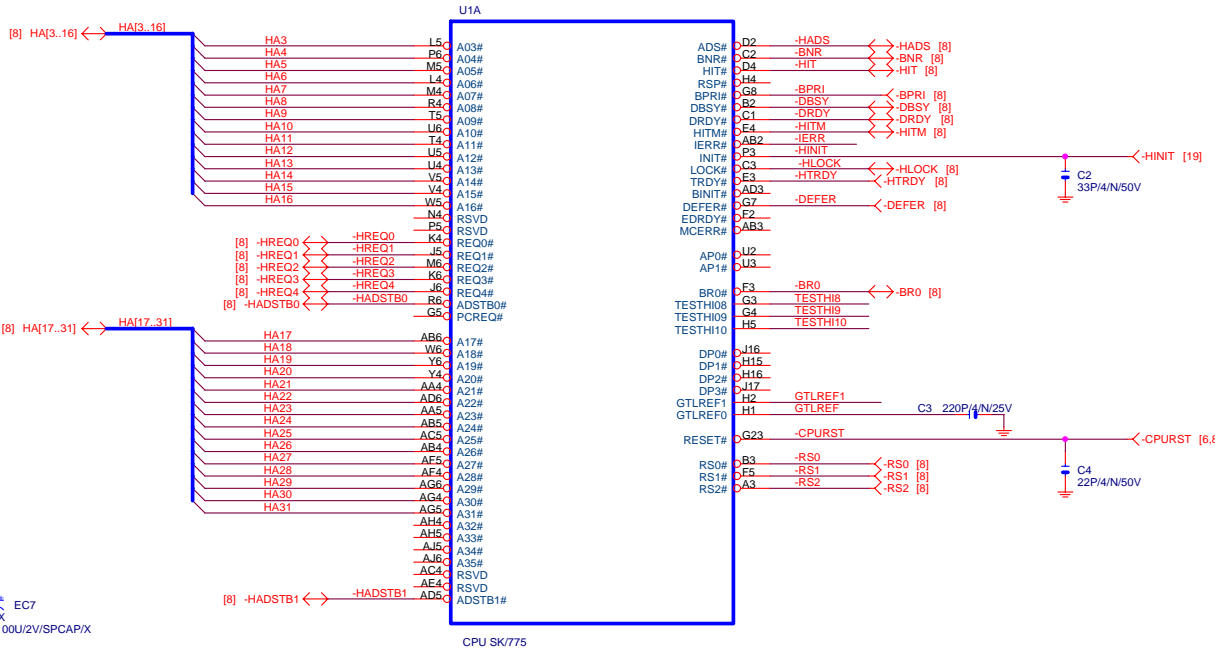 U1A
[8] HA[3..16] HA[3..16]
HA3 L5 A03#
HA4 P6 A04#
HA5 M5 A05#
HA6 L4 A06#
HA7 M4 A07#
HA8 R4 A08#
HA9 T5 A09#
HA10 U6 A10#
HA11 T4 A11#
HA12 U5 A12#
HA13 U4 A13#
HA14 V5 A14#
HA15 V4 A15#
HA16 W5 A16#
N4 RSVD
P5 RSVD
[8] -HREQ0 -HREQ0 K4 REQ0#
[8] -HREQ1 -HREQ1 J5 REQ1#
[8] -HREQ2 -HREQ2 M6 REQ2#
[8] -HREQ3 -HREQ3 K6 REQ3#
[8] -HREQ4 -HREQ4 J6 REQ4#
[8] -HADSTB0 -HADSTB0 R6 ADSTB0#
G5 PCREQ#
[8] HA[17..31] HA[17..31]
HA17 AB6 A17#
HA18 W6 A18#
HA19 Y6 A19#
HA20 Y4 A20#
HA21 AA4 A21#
HA22 AD6 A22#
HA23 AA5 A23#
HA24 AB5 A24#
HA25 AC5 A25#
HA26 AB4 A26#
HA27 AF5 A27#
HA28 AF4 A28#
HA29 AG6 A29#
HA30 AG4 A30#
HA31 AG5 A31#
AH4 A32#
AH5 A33#
AJ5 A34#
AJ6 A35#
AC4 RSVD
AE4 RSVD
[8] -HADSTB1 -HADSTB1 AD5 ADSTB1#
ADS# D2 -HADS -HADS [8]
BNR# C2 -BNR -BNR [8]
HIT# D4 -HIT -HIT [8]
RSP# H4
BPRI# G8 -BPRI -BPRI [8]
DBSY# B2 -DBSY -DBSY [8]
DRDY# C1 -DRDY -DRDY [8]
HITM# E4 -HITM -HITM [8]
IERR# AB2 -IERR
INIT# P3 -HINIT -HINIT [19]
LOCK# C3 -HLOCK -HLOCK [8]
TRDY# E3 -HTRDY -HTRDY [8]
BINIT# AD3
DEFER# G7 -DEFER -DEFER [8]
EDRDY# F2
MCERR# AB3
C2
33P/4/N/50V
AP0# U2
AP1# U3
BR0# F3 -BR0 -BR0 [8]
TESTHI08 G3 TESTHI8
TESTHI09 G4 TESTHI9
TESTHI10 H5 TESTHI10
DP0# J16
DP1# H15
DP2# H16
DP3# J17
GTLREF1 H2 GTLREF1
GTLREF0 H1 GTLREF C3 220P/4/N/25V
RESET# G23 -CPURST -CPURST [6,8
RS0# B3 -RS0 -RS0 [8]
RS1# F5 -RS1 -RS1 [8]
RS2# A3 -RS2 -RS2 [8]
C4
22P/4/N/50V
EC7
X
00U/2V/SPCAP/X
CPU SK/775